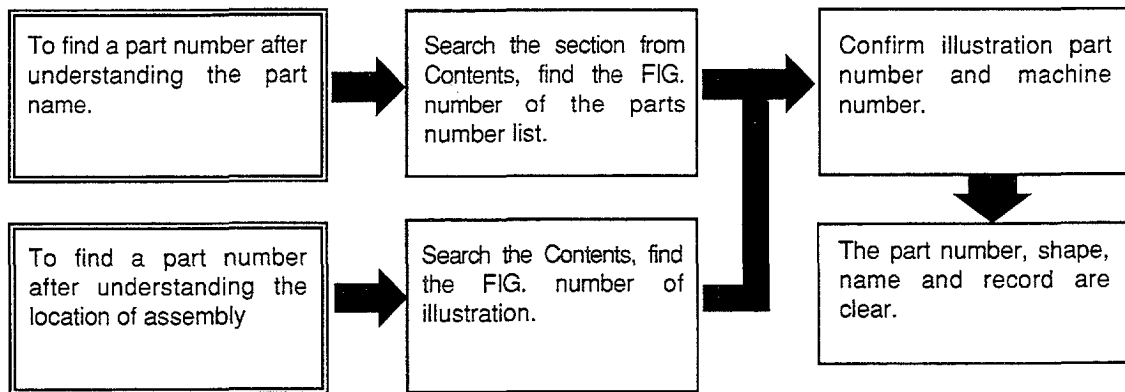 To find a part number after
understanding the part
name.
Search the section from
Contents, find the FIG.
number of the parts
number list.
Confirm illustration part
number and machine
number.
To find a part number
after understanding the
location of assembly
Search the Contents, find
the FIG. number of
illustration.
The part number, shape,
name and record are
clear.